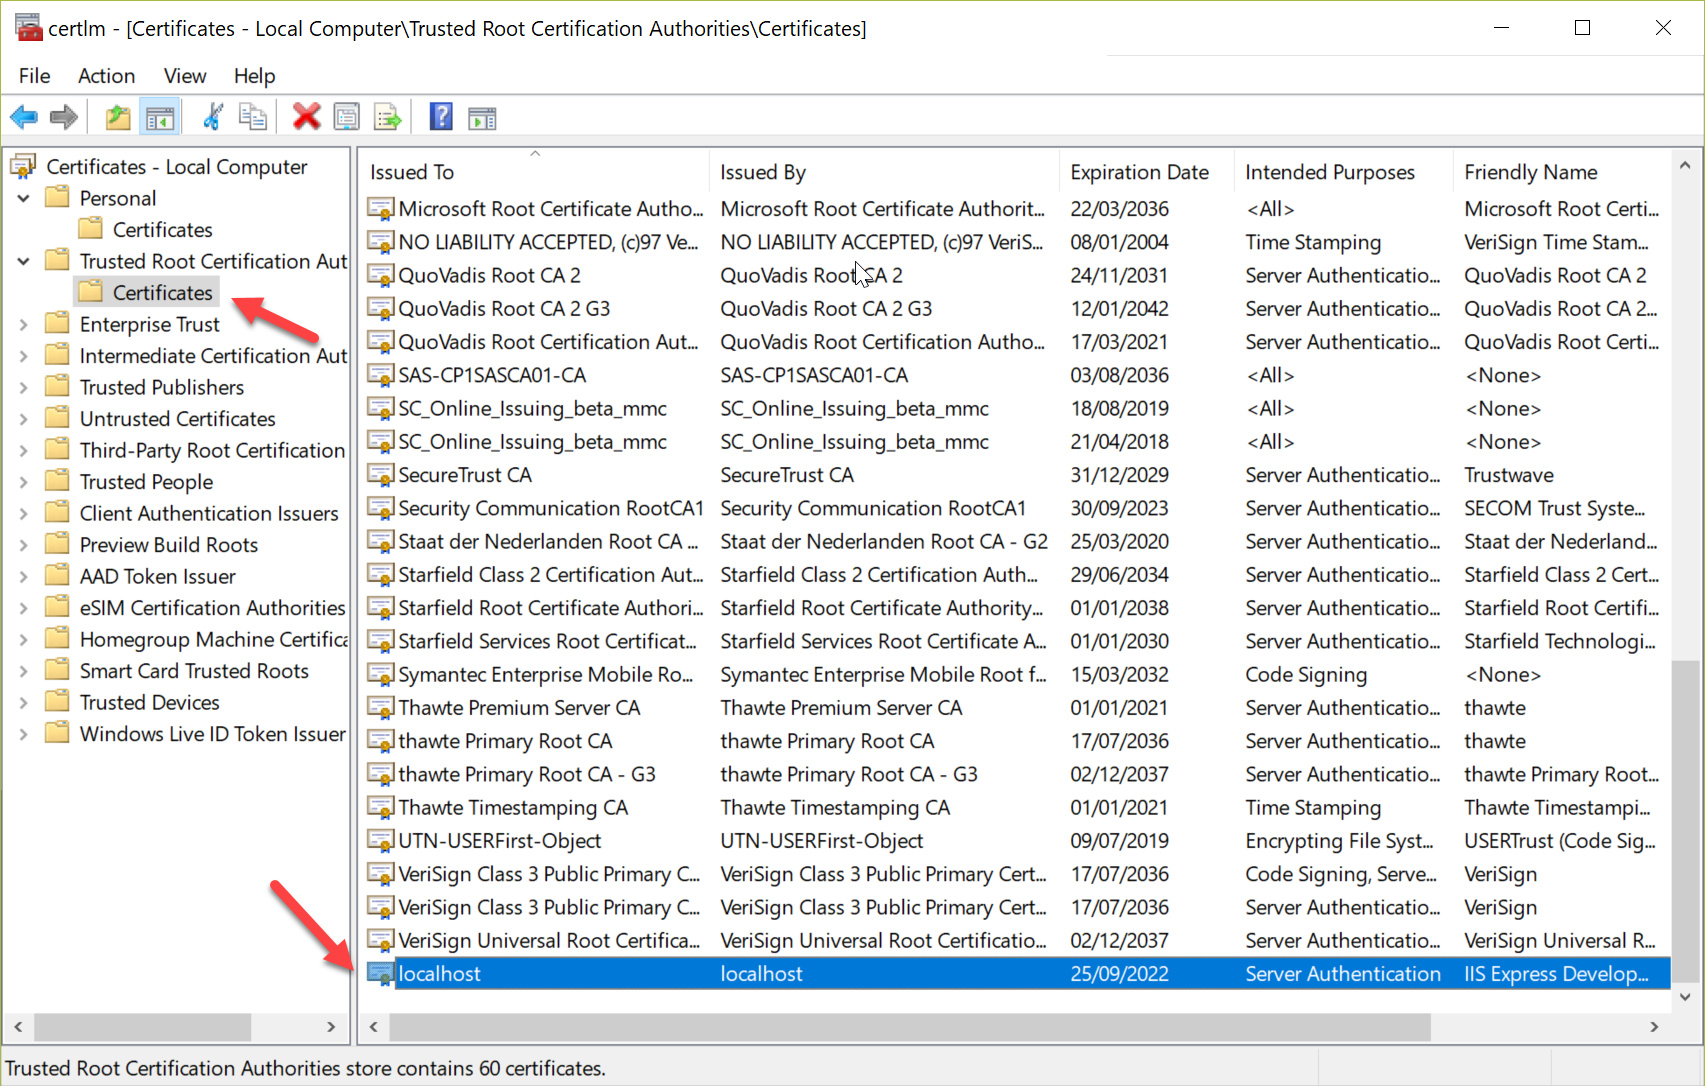 certlm - [Certificates - Local Computer\Trusted Root Certification Authorities\Certificates]
File Action View Help
Certificates - Local Computer
Personal
Certificates
Trusted Root Certification Aut
Certificates
Enterprise Trust
Intermediate Certification Aut
Trusted Publishers
Untrusted Certificates
Third-Party Root Certification
Trusted People
Client Authentication Issuers
Preview Build Roots
AAD Token Issuer
eSIM Certification Authorities
Homegroup Machine Certifica
Smart Card Trusted Roots
Trusted Devices
Windows Live ID Token Issuer
Issued To Issued By Expiration Date Intended Purposes Friendly Name
Microsoft Root Certificate Autho... Microsoft Root Certificate Authorit... 22/03/2036 <All> Microsoft Root Certi...
NO LIABILITY ACCEPTED, (c)97 Ve... NO LIABILITY ACCEPTED, (c)97 VeriS... 08/01/2004 Time Stamping VeriSign Time Stam...
QuoVadis Root CA 2 QuoVadis Root CA 2 24/11/2031 Server Authenticatio... QuoVadis Root CA 2
QuoVadis Root CA 2 G3 QuoVadis Root CA 2 G3 12/01/2042 Server Authenticatio... QuoVadis Root CA 2...
QuoVadis Root Certification Aut... QuoVadis Root Certification Autho... 17/03/2021 Server Authenticatio... QuoVadis Root Certi...
SAS-CP1SASCA01-CA SAS-CP1SASCA01-CA 03/08/2036 <All> <None>
SC_Online_Issuing_beta_mmc SC_Online_Issuing_beta_mmc 18/08/2019 <All> <None>
SC_Online_Issuing_beta_mmc SC_Online_Issuing_beta_mmc 21/04/2018 <All> <None>
SecureTrust CA SecureTrust CA 31/12/2029 Server Authenticatio... Trustwave
Security Communication RootCA1 Security Communication RootCA1 30/09/2023 Server Authenticatio... SECOM Trust Syste...
Staat der Nederlanden Root CA ... Staat der Nederlanden Root CA - G2 25/03/2020 Server Authenticatio... Staat der Nederland...
Starfield Class 2 Certification Aut... Starfield Class 2 Certification Auth... 29/06/2034 Server Authenticatio... Starfield Class 2 Cert...
Starfield Root Certificate Authori... Starfield Root Certificate Authority... 01/01/2038 Server Authenticatio... Starfield Root Certifi...
Starfield Services Root Certificat... Starfield Services Root Certificate A... 01/01/2030 Server Authenticatio... Starfield Technologi...
Symantec Enterprise Mobile Ro... Symantec Enterprise Mobile Root f... 15/03/2032 Code Signing <None>
Thawte Premium Server CA Thawte Premium Server CA 01/01/2021 Server Authenticatio... thawte
thawte Primary Root CA thawte Primary Root CA 17/07/2036 Server Authenticatio... thawte
thawte Primary Root CA - G3 thawte Primary Root CA - G3 02/12/2037 Server Authenticatio... thawte Primary Root...
Thawte Timestamping CA Thawte Timestamping CA 01/01/2021 Time Stamping Thawte Timestampi...
UTN-USERFirst-Object UTN-USERFirst-Object 09/07/2019 Encrypting File Syst... USERTrust (Code Sig...
VeriSign Class 3 Public Primary C... VeriSign Class 3 Public Primary Cert... 17/07/2036 Code Signing, Serve... VeriSign
VeriSign Class 3 Public Primary C... VeriSign Class 3 Public Primary Cert... 17/07/2036 Server Authenticatio... VeriSign
VeriSign Universal Root Certifica... VeriSign Universal Root Certificatio... 02/12/2037 Server Authenticatio... VeriSign Universal R...
localhost localhost 25/09/2022 Server Authentication IIS Express Develop...
Trusted Root Certification Authorities store contains 60 certificates.